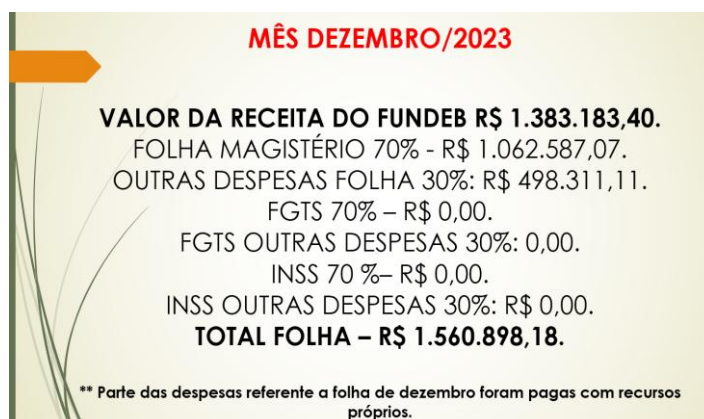 MÊS DEZEMBRO/2023
VALOR DA RECEITA DO FUNDEB R$ 1.383.183,40.
FOLHA MAGISTÉRIO 70% - R$ 1.062.587,07.
OUTRAS DESPESAS FOLHA 30%: R$ 498.311,11.
FGTS 70% – R$ 0,00.
FGTS OUTRAS DESPESAS 30%: 0,00.
INSS 70 %– R$ 0,00.
INSS OUTRAS DESPESAS 30%: R$ 0,00.
TOTAL FOLHA – R$ 1.560.898,18.
** Parte das despesas referente a folha de dezembro foram pagas com recursos
próprios.